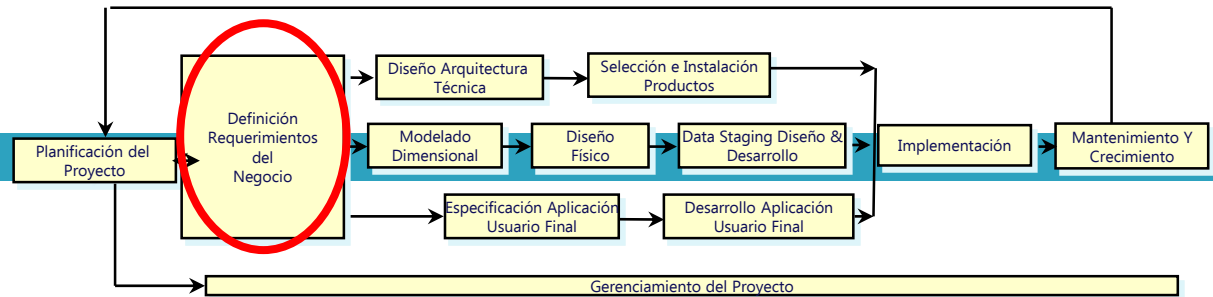 Planificación del
Proyecto
Definición
Requerimientos
del
Negocio
Diseño Arquitectura
Técnica
Selección e Instalación
Productos
Modelado
Dimensional
Diseño
Físico
Data Staging Diseño &
Desarrollo
Especificación Aplicación
Usuario Final
Desarrollo Aplicación
Usuario Final
Implementación
Mantenimiento Y
Crecimiento
Gerenciamiento del Proyecto